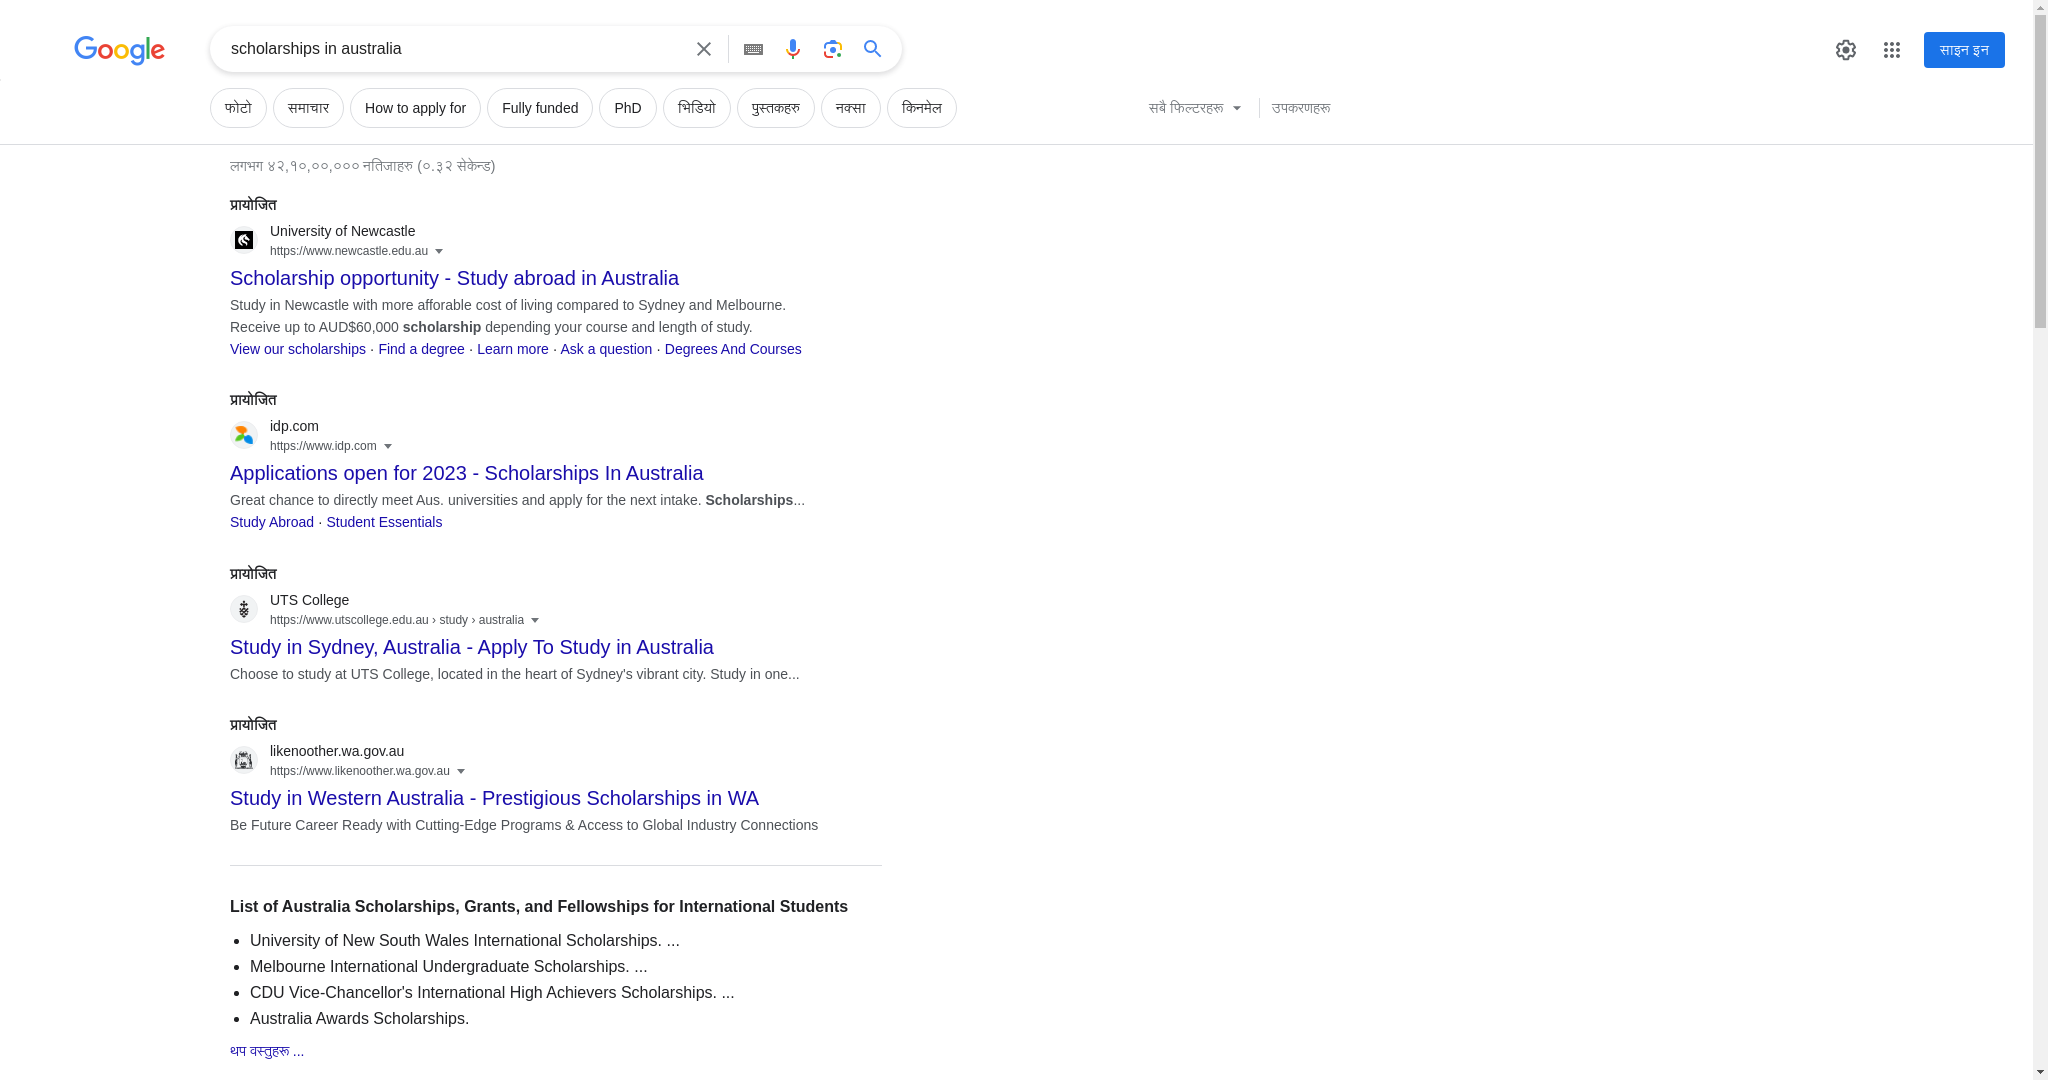 Google
scholarships in australia
साइन इन
फोटो
समाचार
How to apply for
Fully funded
PhD
भिडियो
पुस्तकहरु
नक्सा
किनमेल
सबै फिल्टरहरू
उपकरणहरू
लगभग ४२,१०,००,००० नतिजाहरु (०.३२ सेकेन्ड)
प्रायोजित
University of Newcastle
https://www.newcastle.edu.au
Scholarship opportunity - Study abroad in Australia
Study in Newcastle with more afforable cost of living compared to Sydney and Melbourne.
Receive up to AUD$60,000 scholarship depending your course and length of study.
View our scholarships · Find a degree · Learn more · Ask a question · Degrees And Courses
प्रायोजित
idp.com
https://www.idp.com
Applications open for 2023 - Scholarships In Australia
Great chance to directly meet Aus. universities and apply for the next intake. Scholarships...
Study Abroad · Student Essentials
प्रायोजित
UTS College
https://www.utscollege.edu.au › study › australia
Study in Sydney, Australia - Apply To Study in Australia
Choose to study at UTS College, located in the heart of Sydney's vibrant city. Study in one...
प्रायोजित
likenoother.wa.gov.au
https://www.likenoother.wa.gov.au
Study in Western Australia - Prestigious Scholarships in WA
Be Future Career Ready with Cutting-Edge Programs & Access to Global Industry Connections
List of Australia Scholarships, Grants, and Fellowships for International Students
• University of New South Wales International Scholarships. ...
• Melbourne International Undergraduate Scholarships. ...
• CDU Vice-Chancellor's International High Achievers Scholarships. ...
• Australia Awards Scholarships.
थप वस्तुहरू ...